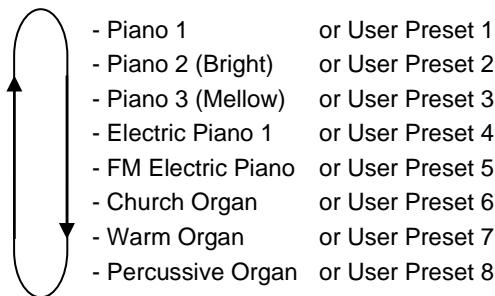 - Piano 1 or User Preset 1
- Piano 2 (Bright) or User Preset 2
- Piano 3 (Mellow) or User Preset 3
- Electric Piano 1 or User Preset 4
- FM Electric Piano or User Preset 5
- Church Organ or User Preset 6
- Warm Organ or User Preset 7
- Percussive Organ or User Preset 8